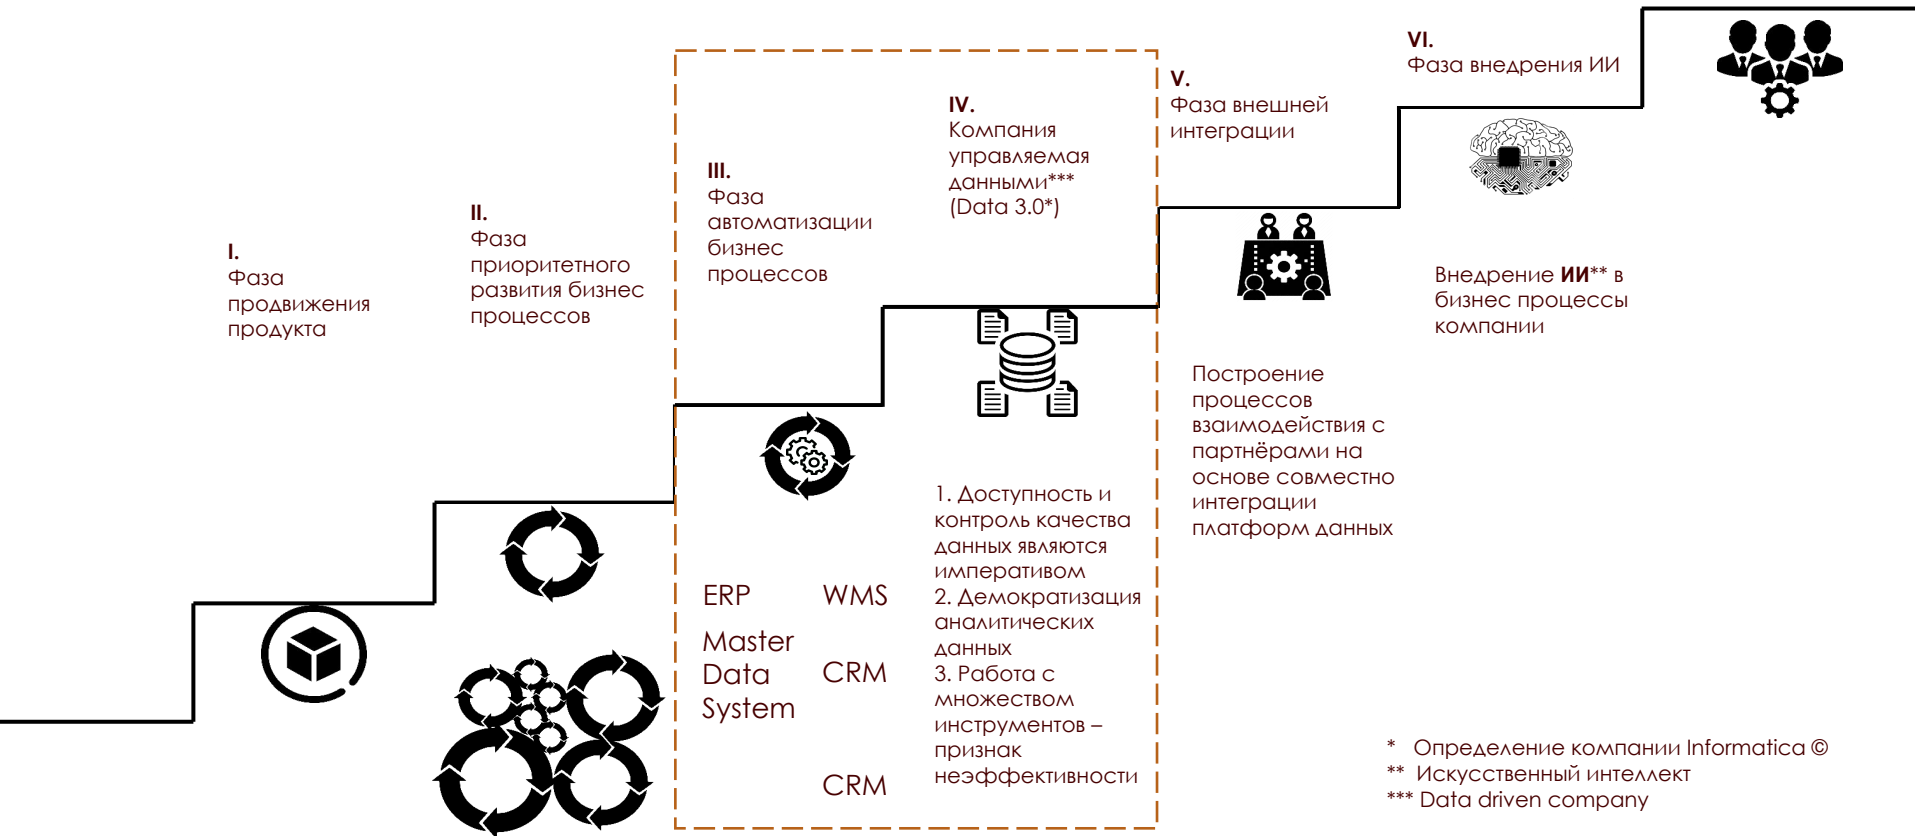 I.
Фаза
продвижения
продукта
II.
Фаза
приоритетного
развития бизнес
процессов
III.
Фаза
автоматизации
бизнес
процессов
ERP
WMS
Master
Data
System
CRM
CRM
IV.
Компания
управляемая
данными***
(Data 3.0*)
1. Доступность и
контроль качества
данных являются
императивом
2. Демократизация
аналитических
данных
3. Работа с
множеством
инструментов –
признак
неэффективности
V.
Фаза внешней
интеграции
Построение
процессов
взаимодействия с
партнёрами на
основе совместно
интеграции
платформ данных
VI.
Фаза внедрения ИИ
Внедрение ИИ** в
бизнес процессы
компании
* Определение компании Informatica ©
** Искусственный интеллект
*** Data driven company